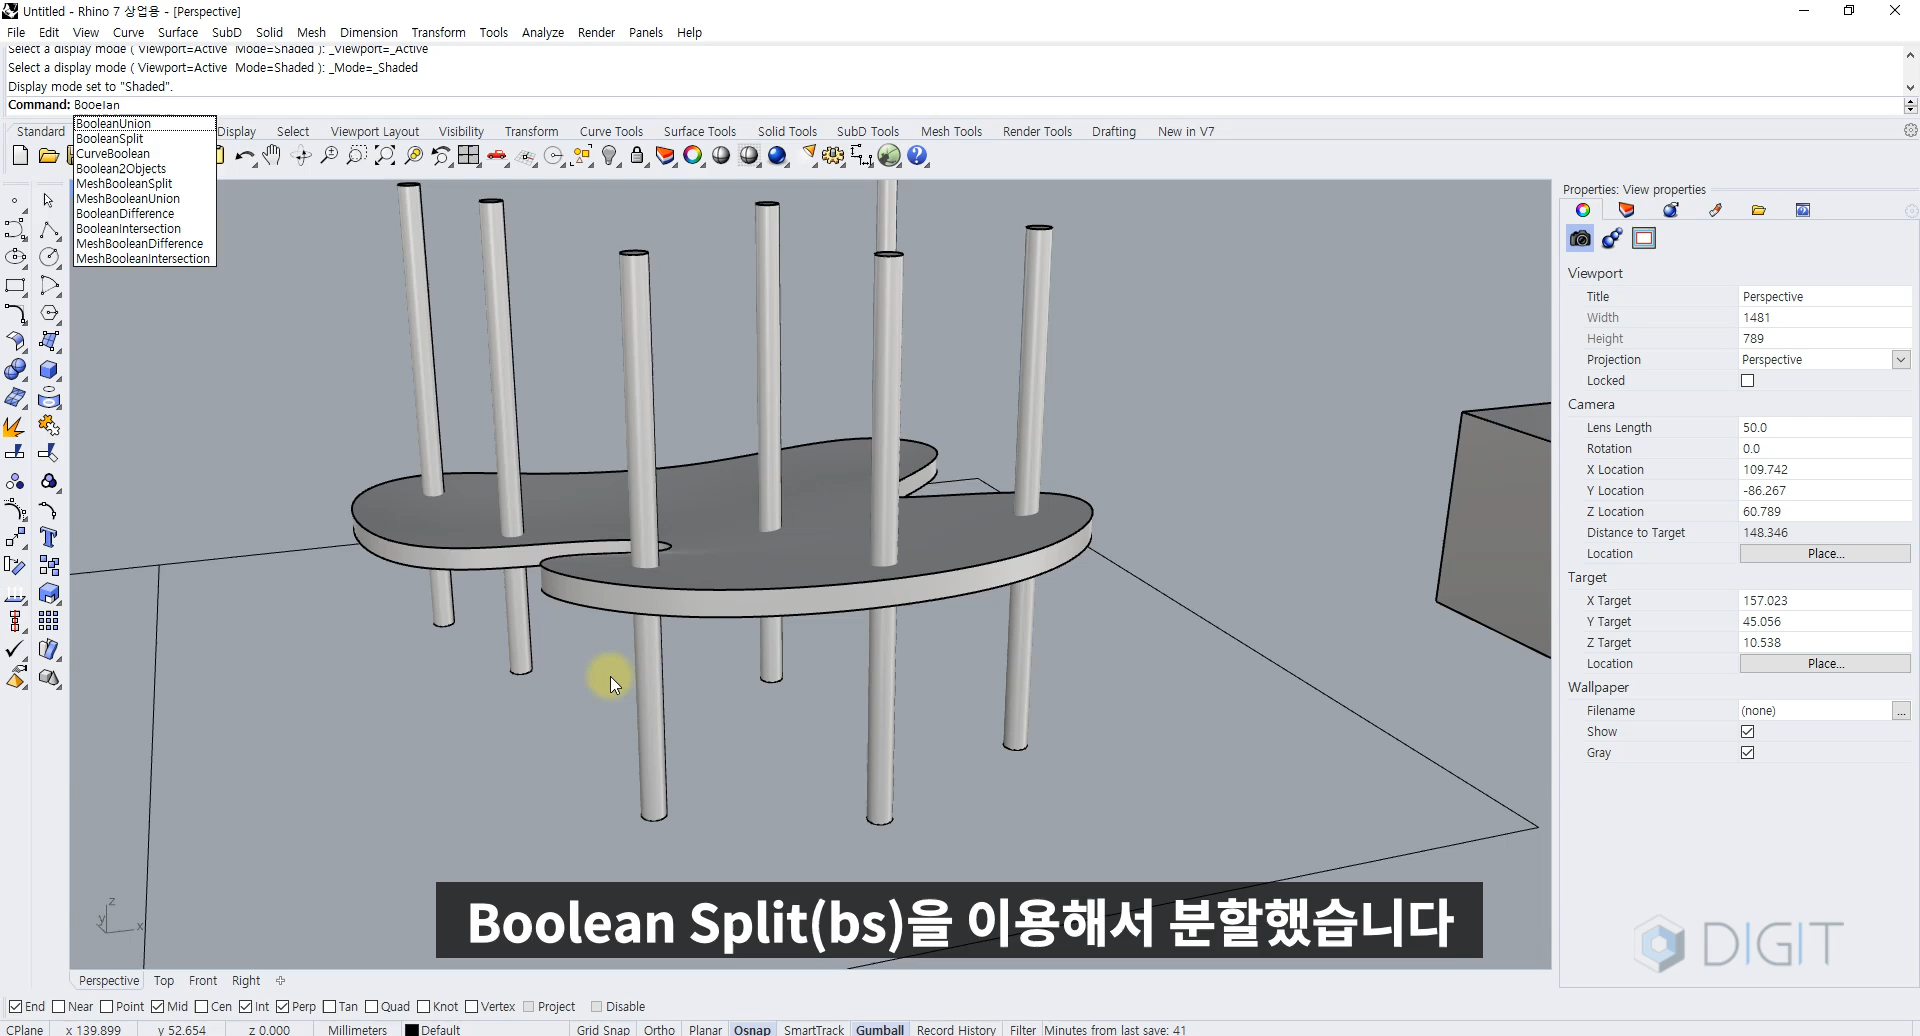 Untitled - Rhino 7 상업용 - [Perspective]
File Edit View Curve Surface SubD Solid Mesh Dimension Transform Tools Analyze Render Panels Help
Select a display mode ( Viewport=Active Mode=Shaded ): _Viewport=_Active
Select a display mode ( Viewport=Active Mode=Shaded ): _Mode=_Shaded
Display mode set to "Shaded".
Command: Boolean
BooleanUnion
BooleanSplit
CurveBoolean
Boolean2Objects
MeshBooleanSplit
MeshBooleanUnion
BooleanDifference
BooleanIntersection
MeshBooleanDifference
MeshBooleanIntersection
Standard Display Select Viewport Layout Visibility Transform Curve Tools Surface Tools Solid Tools SubD Tools Mesh Tools Render Tools Drafting New in V7
Properties: View properties
Viewport
Title Perspective
Width 1481
Height 789
Projection Perspective
Locked
Camera
Lens Length 50.0
Rotation 0.0
X Location 109.742
Y Location -86.267
Z Location 60.789
Distance to Target 148.346
Location Place...
Target
X Target 157.023
Y Target 45.056
Z Target 10.538
Location Place...
Wallpaper
Filename (none) ...
Show
Gray
z
y
x
Boolean Split(bs)을 이용해서 분할했습니다
DIGIT
Perspective Top Front Right
End Near Point Mid Cen Int Perp Tan Quad Knot Vertex Project Disable
CPlane x 139.899 y 52.654 z 0.000 Millimeters Default Grid Snap Ortho Planar Osnap SmartTrack Gumball Record History Filter Minutes from last save: 41